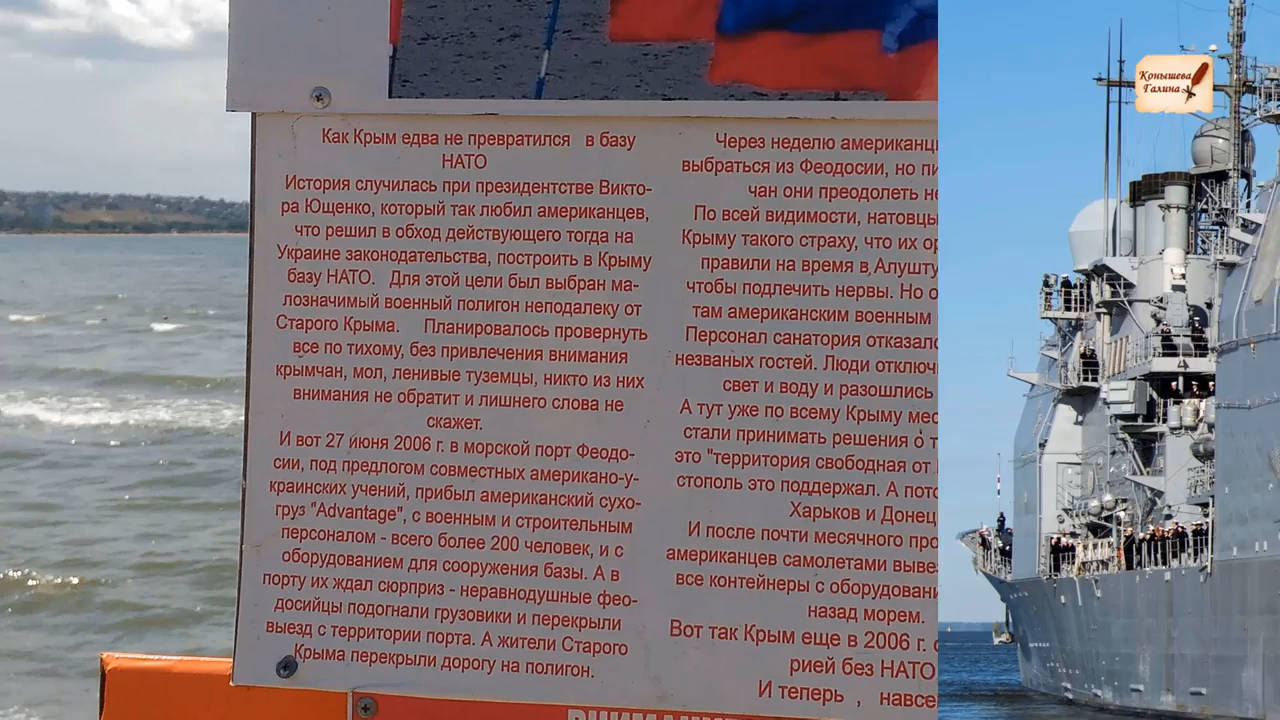 Конышева
Галина
Как Крым едва не превратился в базу
НАТО
История случилась при президентстве Викто-
ра Ющенко, который так любил американцев,
что решил в обход действующего тогда на
Украине законодательства, построить в Крыму
базу НАТО. Для этой цели был выбран ма-
лозначимый военный полигон неподалеку от
Старого Крыма. Планировалось провернуть
все по тихому, без привлечения внимания
крымчан, мол, ленивые туземцы, никто из них
внимания не обратит и лишнего слова не
скажет.
И вот 27 июня 2006 г. в морской порт Феодо-
сии, под предлогом совместных американо-у-
краинских учений, прибыл американский сухо-
груз "Advantage", с военным и строительным
персоналом - всего более 200 человек, и с
оборудованием для сооружения базы. А в
порту их ждал сюрприз - неравнодушные фео-
досийцы подогнали грузовики и перекрыли
выезд с территории порта. А жители Старого
Крыма перекрыли дорогу на полигон.
Через неделю американц
выбраться из Феодосии, но пи
чан они преодолеть не
По всей видимости, натовцы
Крыму такого страху, что их ор
правили на время в Алушту
чтобы подлечить нервы. Но о
там американским военным
Персонал санатория отказалс
незваных гостей. Люди отключ
свет и воду и разошлись
А тут уже по всему Крыму мес
стали принимать решения о т
это "территория свободная от
стополь это поддержал. А пото
Харьков и Донец
И после почти месячного про
американцев самолетами выве
все контейнеры с оборудовани
назад морем.
Вот так Крым еще в 2006 г. с
рией без НАТО
И теперь , навсе